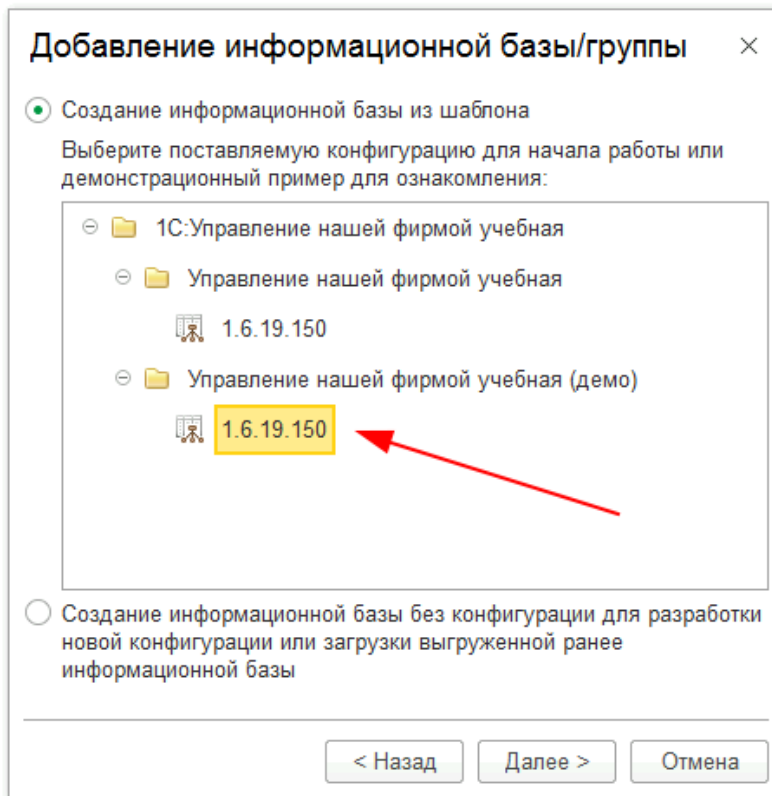 Добавление информационной базы/группы
Создание информационной базы из шаблона
Выберите поставляемую конфигурацию для начала работы или
демонстрационный пример для ознакомления:
1С:Управление нашей фирмой учебная
Управление нашей фирмой учебная
1.6.19.150
Управление нашей фирмой учебная (демо)
1.6.19.150
Создание информационной базы без конфигурации для разработки
новой конфигурации или загрузки выгруженной ранее
информационной базы
< Назад Далее > Отмена